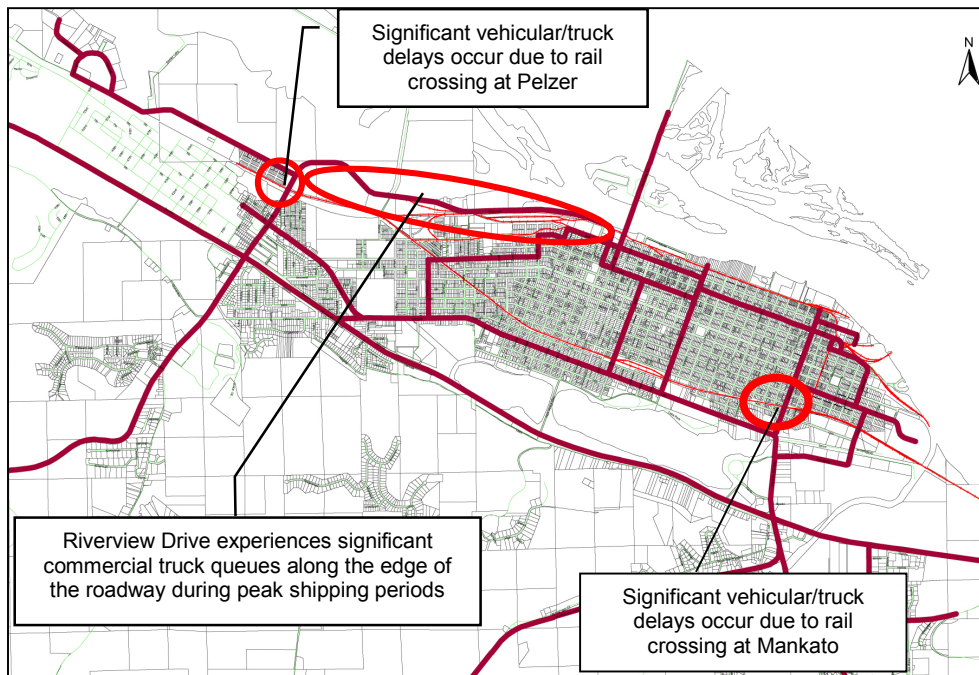 Significant vehicular/truck
delays occur due to rail
crossing at Pelzer
N
Riverview Drive experiences significant
commercial truck queues along the edge of
the roadway during peak shipping periods
Significant vehicular/truck
delays occur due to rail
crossing at Mankato